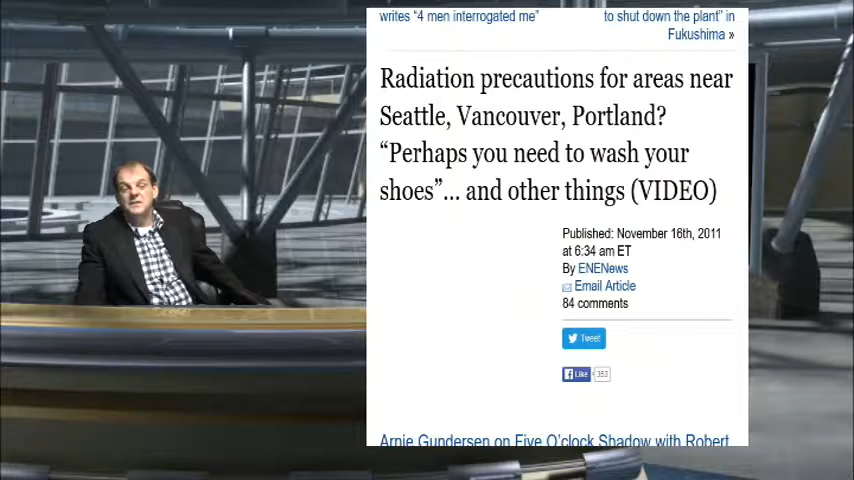 writes “4 men interrogated me”
to shut down the plant” in
Fukushima »
Radiation precautions for areas near
Seattle, Vancouver, Portland?
“Perhaps you need to wash your
shoes”... and other things (VIDEO)
Published: November 16th, 2011
at 6:34 am ET
By ENENews
Email Article
84 comments
Tweet
Like 353
Arnie Gundersen on Five O’clock Shadow with Robert